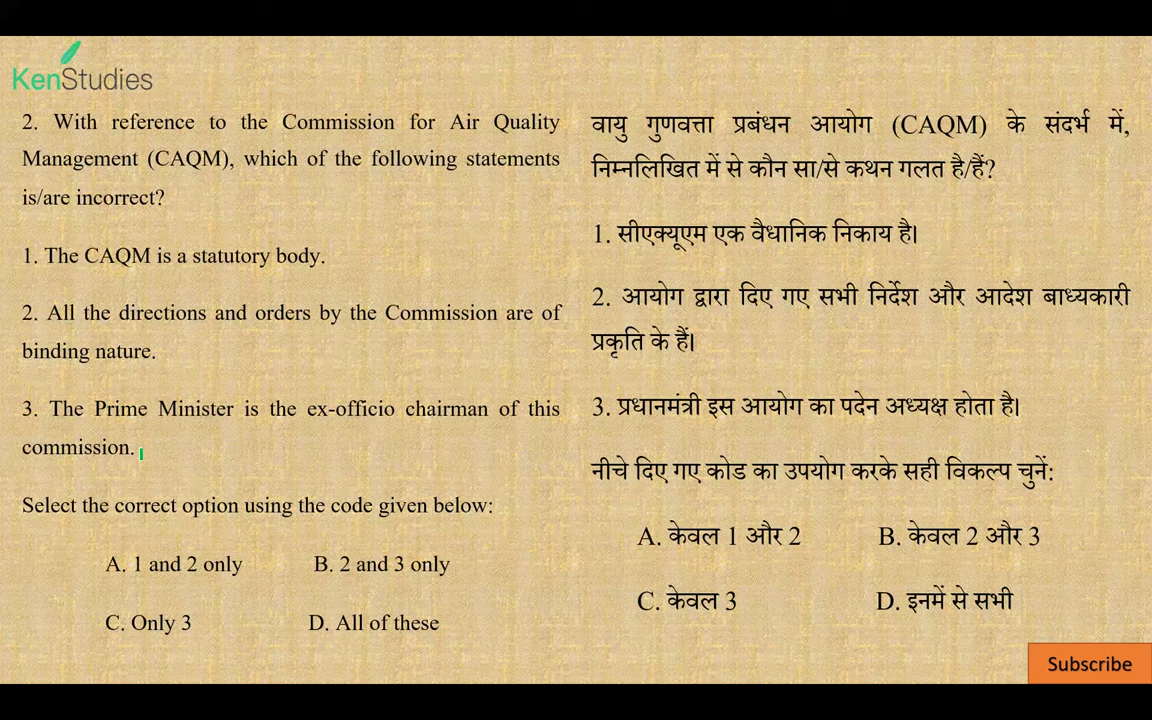 KenStudies
2. With reference to the Commission for Air Quality
Management (CAQM), which of the following statements
is/are incorrect?
1. The CAQM is a statutory body.
2. All the directions and orders by the Commission are of
binding nature.
3. The Prime Minister is the ex-officio chairman of this
commission.
Select the correct option using the code given below:
A. 1 and 2 only B. 2 and 3 only
C. Only 3 D. All of these
वायु गुणवत्ता प्रबंधन आयोग (CAQM) के संदर्भ में,
निम्नलिखित में से कौन सा/से कथन गलत है/हैं?
1. सीएक्यूएम एक वैधानिक निकाय है।
2. आयोग द्वारा दिए गए सभी निर्देश और आदेश बाध्यकारी
प्रकृति के हैं।
3. प्रधानमंत्री इस आयोग का पदेन अध्यक्ष होता है।
नीचे दिए गए कोड का उपयोग करके सही विकल्प चुनें:
A. केवल 1 और 2 B. केवल 2 और 3
C. केवल 3 D. इनमें से सभी
Subscribe